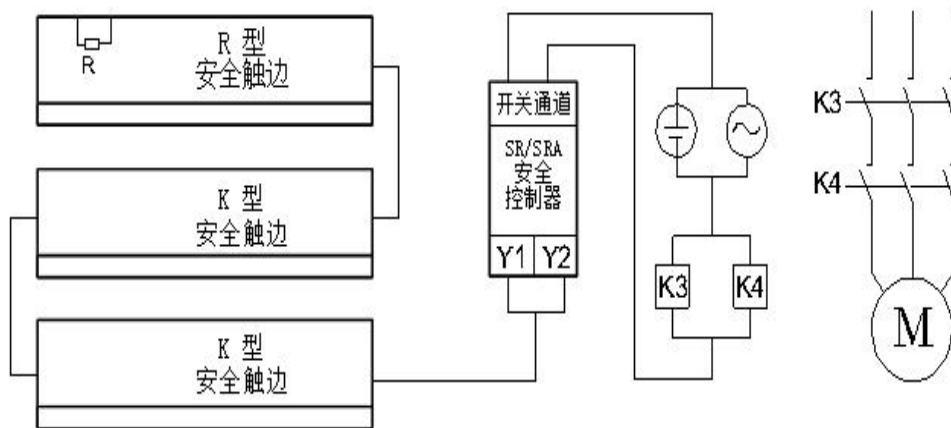 R 型
安全触边
R
K 型
安全触边
K 型
安全触边
开关通道
SR/SRA
安全
控制器
Y1 Y2
K3 K4
K3
K4
M